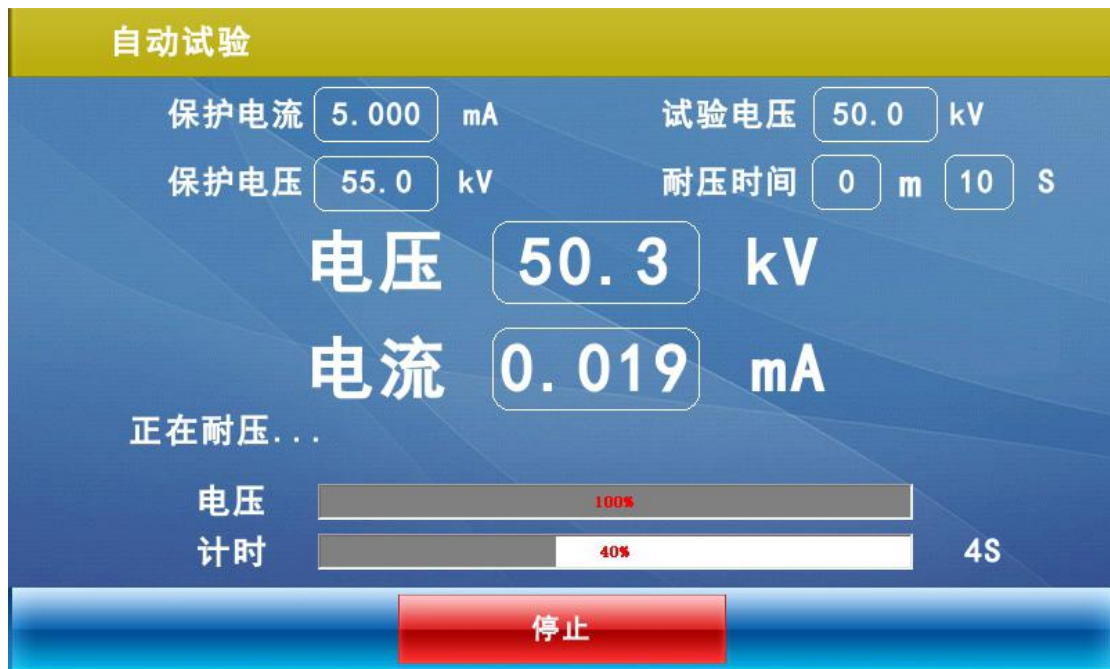 自动试验
保护电流 5.000 mA 试验电压 50.0 kV
保护电压 55.0 kV 耐压时间 0 m 10 S
电压 50.3 kV
电流 0.019 mA
正在耐压...
电压 100%
计时 40% 4S
停止